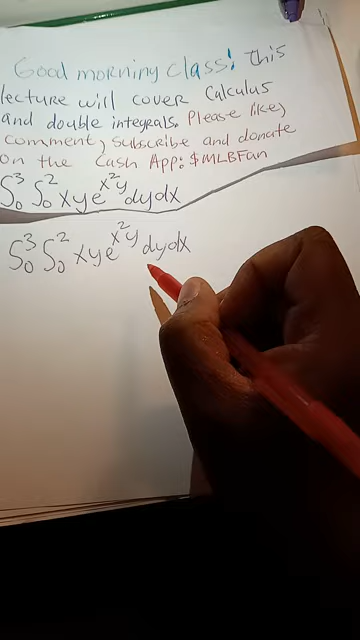 Good morning class! This
lecture will cover Calculus
and double integrals. Please like,
comment, subscribe and donate
on the Cash App: $MLBFan
∫₀³ ∫₀² xye^{x²y} dydx
∫₀³ ∫₀² xye^{x²y} dydx